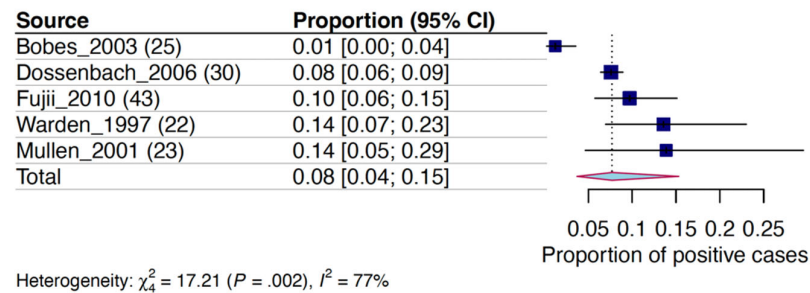 Source Proportion (95% CI)
Bobes_2003 (25) 0.01 [0.00; 0.04]
Dossenbach_2006 (30) 0.08 [0.06; 0.09]
Fujii_2010 (43) 0.10 [0.06; 0.15]
Warden_1997 (22) 0.14 [0.07; 0.23]
Mullen_2001 (23) 0.14 [0.05; 0.29]
Total 0.08 [0.04; 0.15]
0.05 0.1 0.15 0.2 0.25
Proportion of positive cases
Heterogeneity: χ²₄ = 17.21 (P = .002), I² = 77%